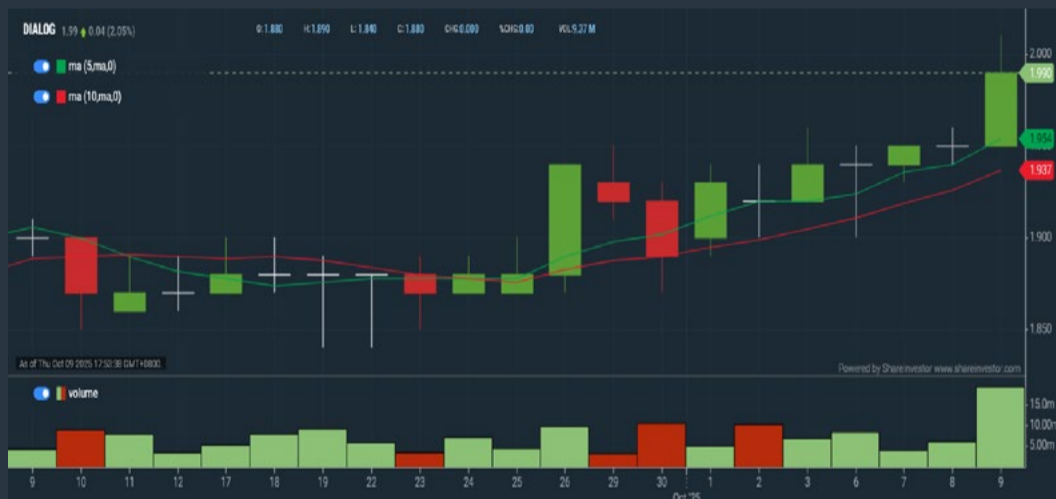 DIALOG 1.99 0.04 (2.05%) O:1.880 H:1.890 L:1.840 C:1.880 CHG:0.000 %CHG:0.00 VOL:9.37 M
ma (5,ma,0)
ma (10,ma,0)
2.000
1.990
1.954
1.937
1.900
1.850
As of Thu Oct 09 2025 17:53:38 GMT+0800.
Powered by Shareinvestor www.shareinvestor.com
volume
15.0m
10.00m
5.00m
9 10 11 12 17 18 19 22 23 24 25 26 29 30 1 2 3 6 7 8 9
Oct '25